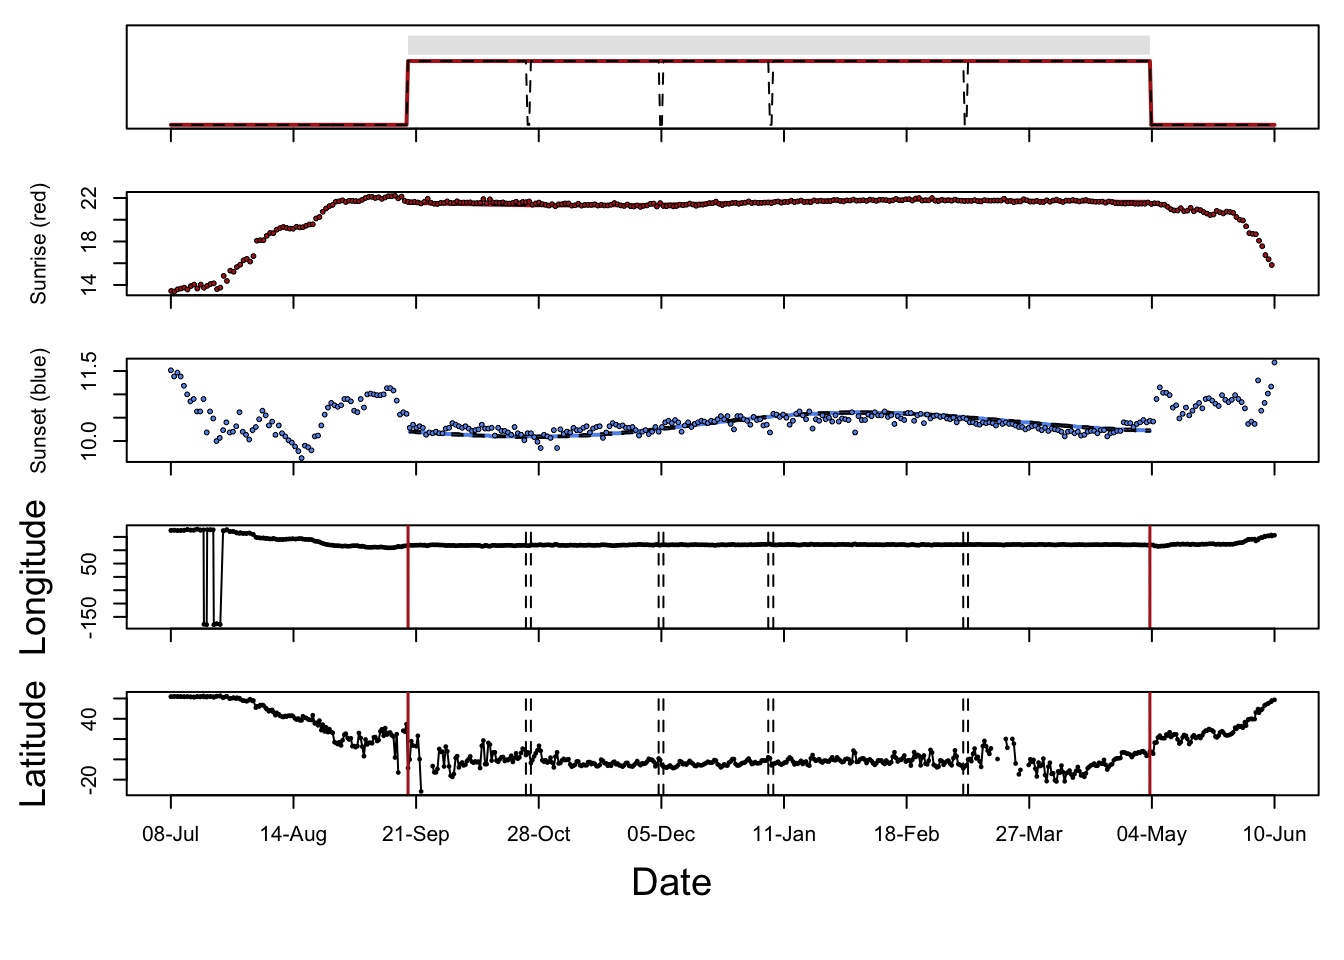 Sunrise (red)
14
18
22
Sunset (blue)
10.0
11.5
Longitude
-150
50
Latitude
-20
40
08-Jul
14-Aug
21-Sep
28-Oct
05-Dec
11-Jan
18-Feb
27-Mar
04-May
10-Jun
Date